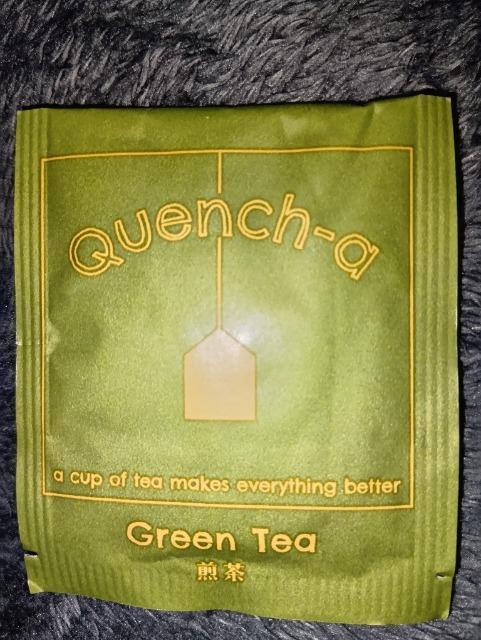 Quench-a
a cup of tea makes everything better
Green Tea
煎茶